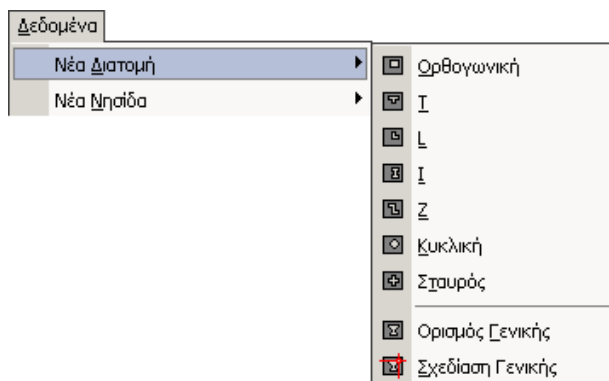 Δεδομένα
Νέα Διατομή
Νέα Νησίδα
Ορθογωνική
T
L
I
Z
Κυκλική
Σταυρός
Ορισμός Γενικής
Σχεδίαση Γενικής